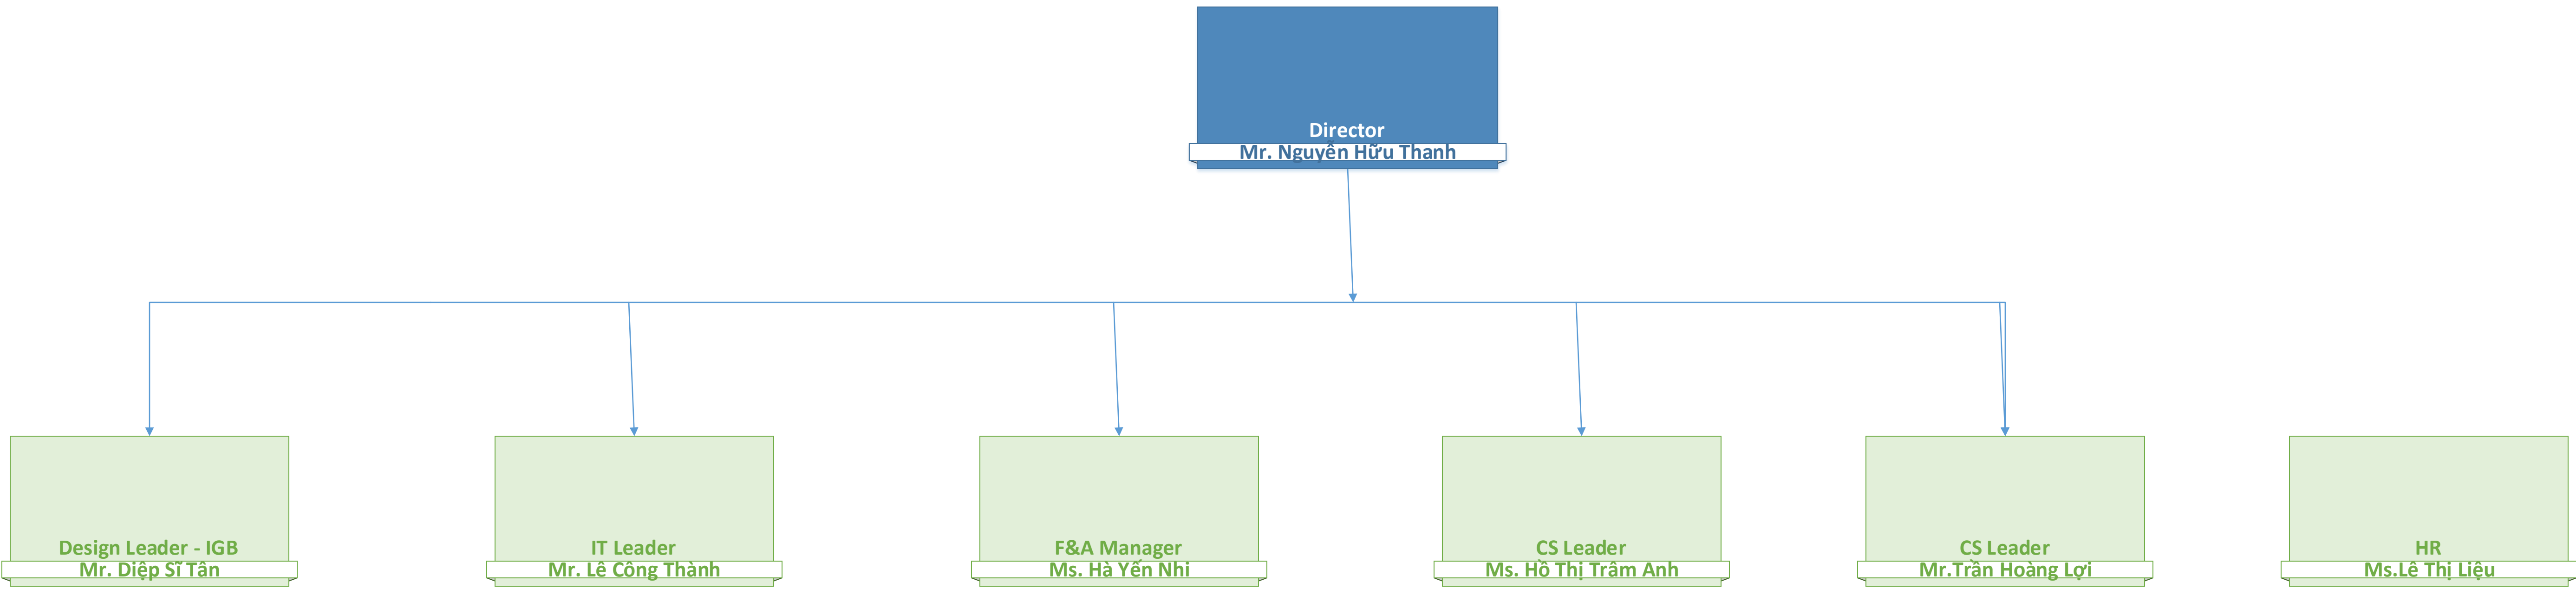 Director
Mr. Nguyễn Hữu Thanh
Design Leader - IGB
Mr. Diệp Sĩ Tân
IT Leader
Mr. Lê Công Thành
F&A Manager
Ms. Hà Yến Nhi
CS Leader
Ms. Hồ Thị Trâm Anh
CS Leader
Mr.Trần Hoàng Lợi
HR
Ms.Lê Thị Liệu